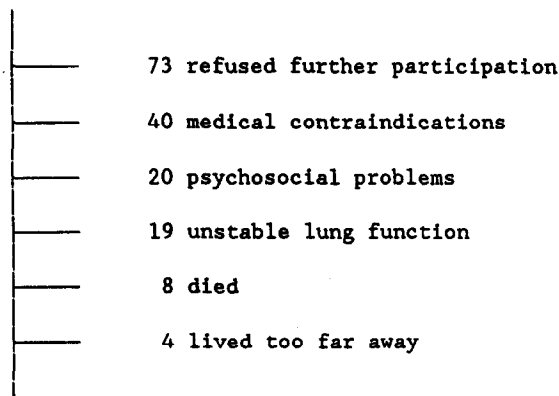 73 refused further participation
40 medical contraindications
20 psychosocial problems
19 unstable lung function
8 died
4 lived too far away